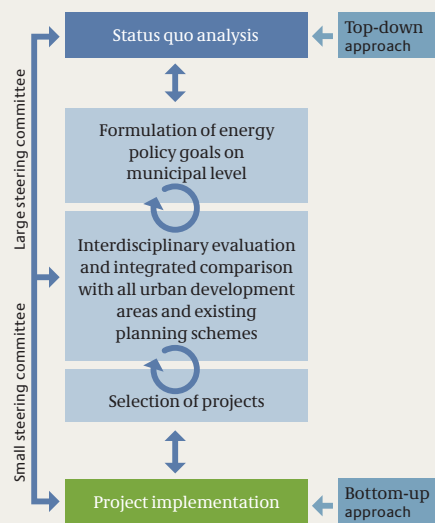 Status quo analysis
Top-down
approach
Large steering committee
Formulation of energy
policy goals on
municipal level
Interdisciplinary evaluation
and integrated comparison
with all urban development
areas and existing
planning schemes
Small steering committee
Selection of projects
Project implementation
Bottom-up
approach